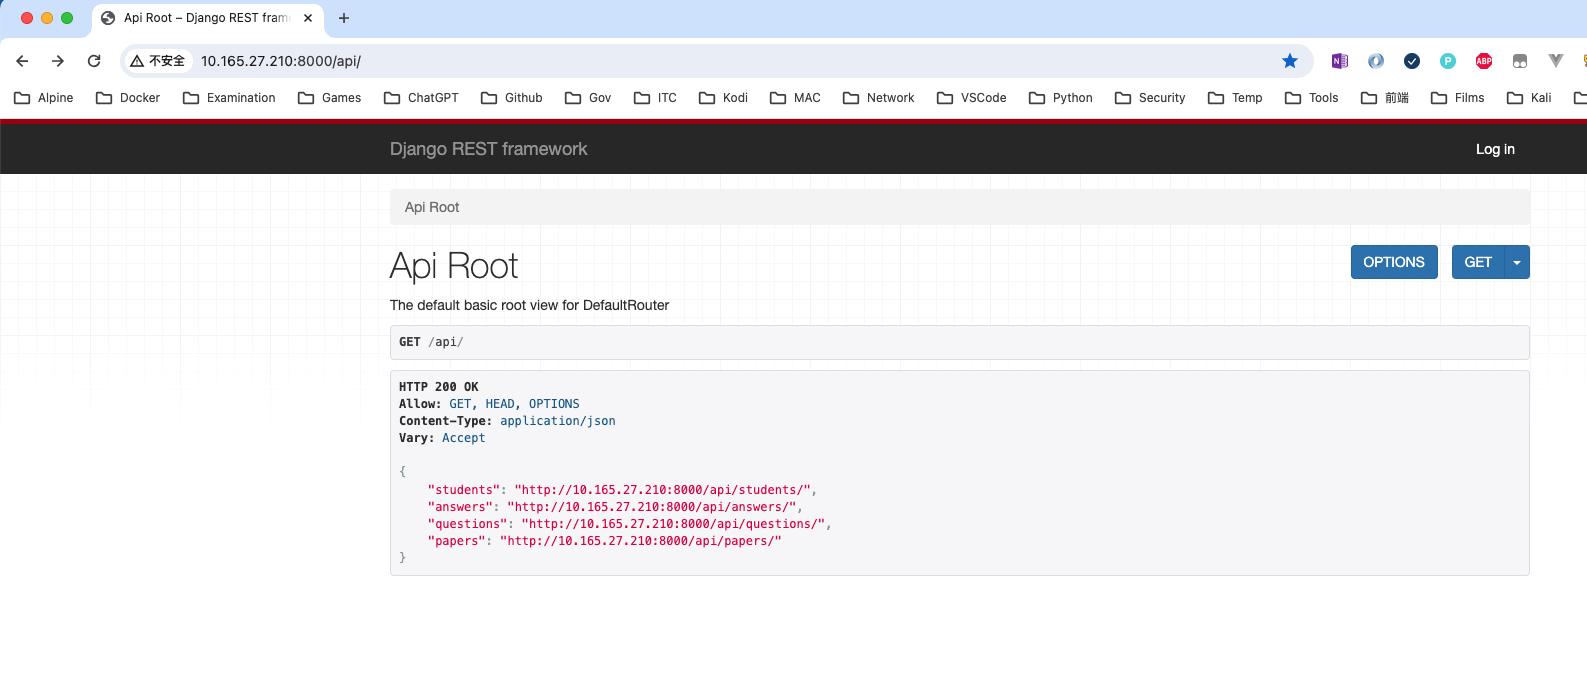 Api Root – Django REST fram
不安全 10.165.27.210:8000/api/
Alpine Docker Examination Games ChatGPT Github Gov ITC Kodi MAC Network VSCode Python Security Temp Tools 前端 Films Kali
Django REST framework Log in
Api Root
Api Root OPTIONS GET
The default basic root view for DefaultRouter
GET /api/
HTTP 200 OK
Allow: GET, HEAD, OPTIONS
Content-Type: application/json
Vary: Accept
{
"students": "http://10.165.27.210:8000/api/students/",
"answers": "http://10.165.27.210:8000/api/answers/",
"questions": "http://10.165.27.210:8000/api/questions/",
"papers": "http://10.165.27.210:8000/api/papers/"
}